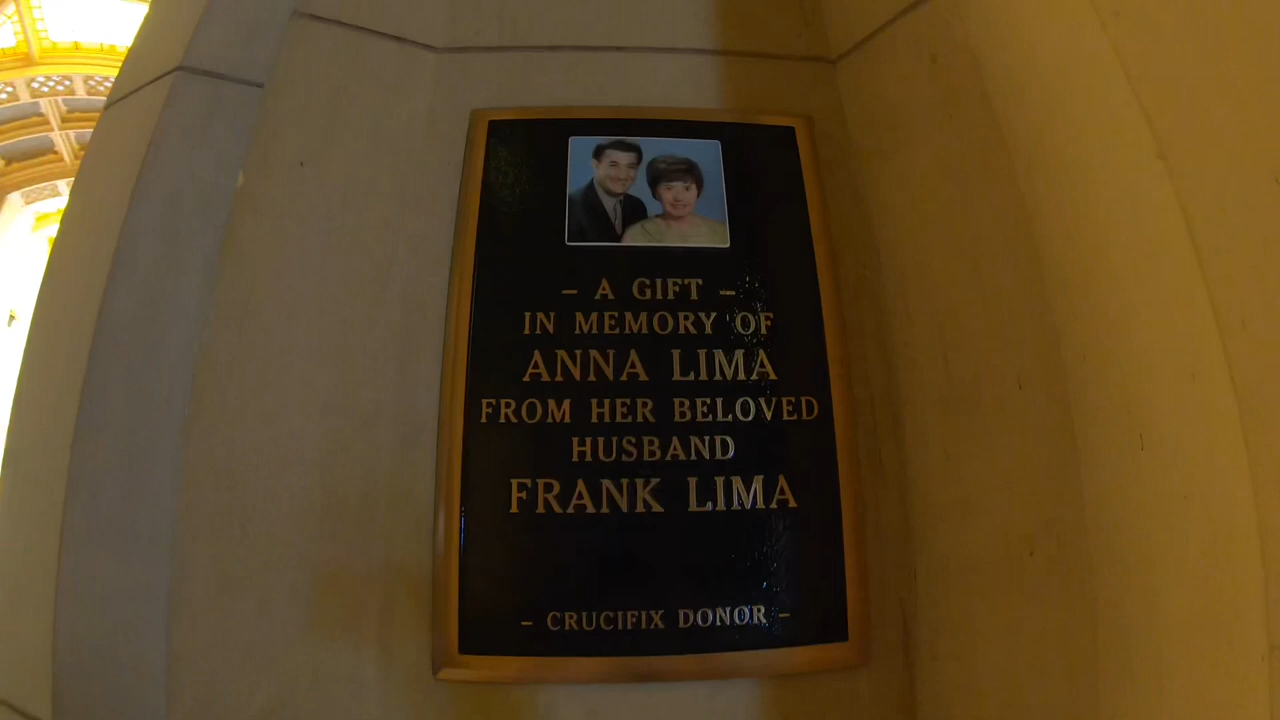 – A GIFT –
IN MEMORY OF
ANNA LIMA
FROM HER BELOVED
HUSBAND
FRANK LIMA
– CRUCIFIX DONOR –